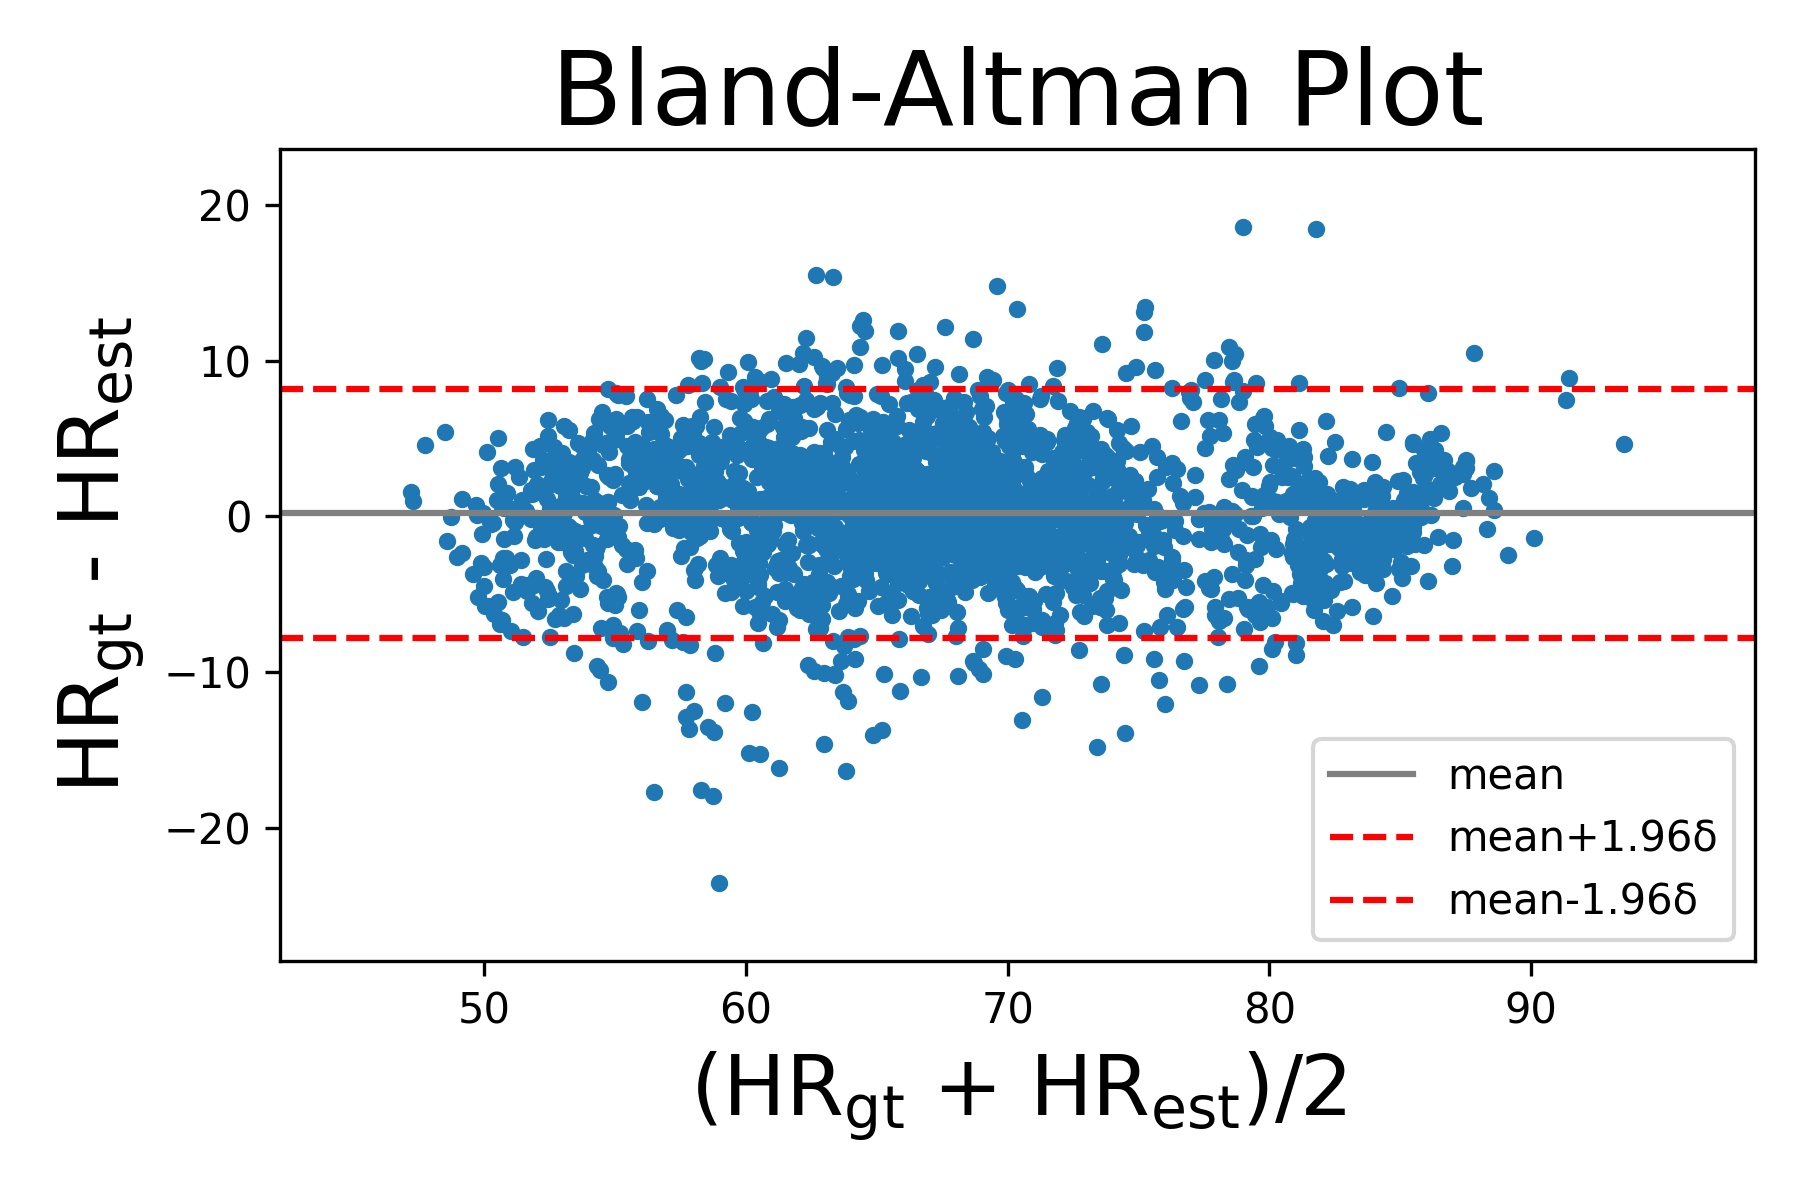 Bland-Altman Plot
HRgt - HRest
20
10
0
−10
−20
mean
mean+1.96δ
mean-1.96δ
50 60 70 80 90
(HRgt + HRest)/2